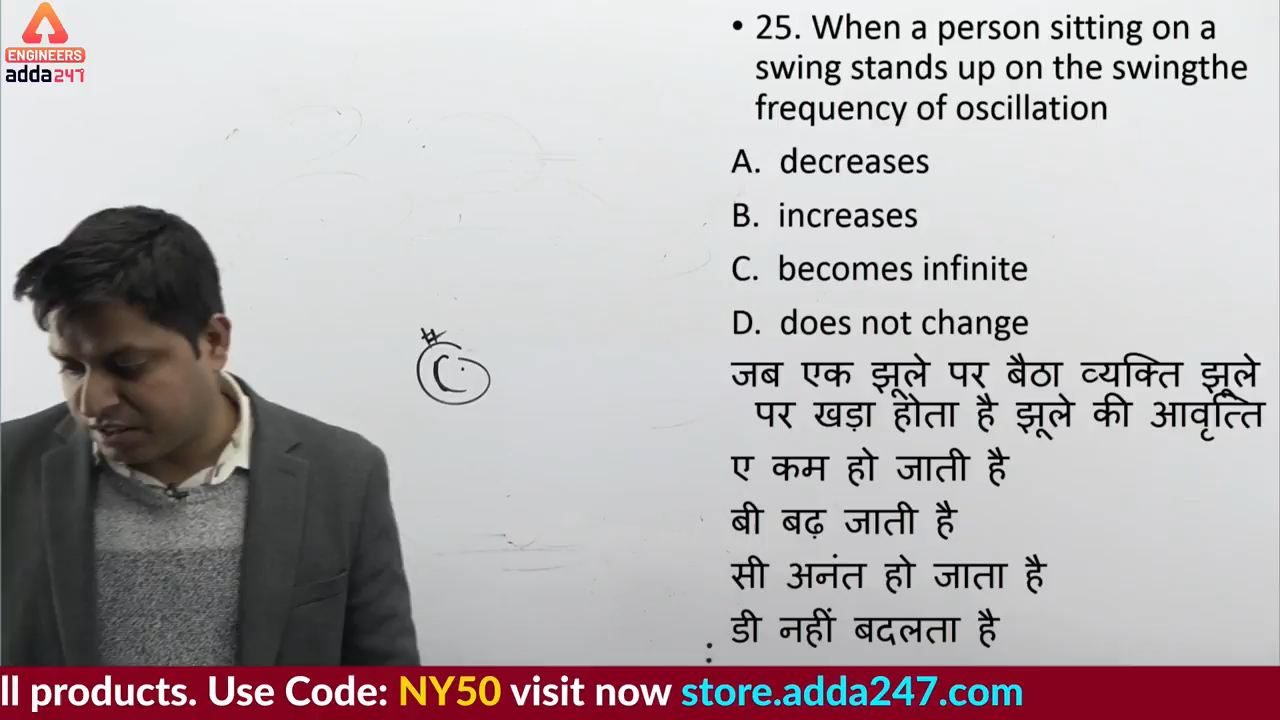 ENGINEERS
adda247
• 25. When a person sitting on a
swing stands up on the swingthe
frequency of oscillation
A. decreases
B. increases
C. becomes infinite
D. does not change
जब एक झूले पर बैठा व्यक्ति झूले
पर खड़ा होता है झूले की आवृत्ति
ए कम हो जाती है
बी बढ़ जाती है
सी अनंत हो जाता है
डी नहीं बदलता है
#
C
ll products. Use Code: NY50 visit now store.adda247.com